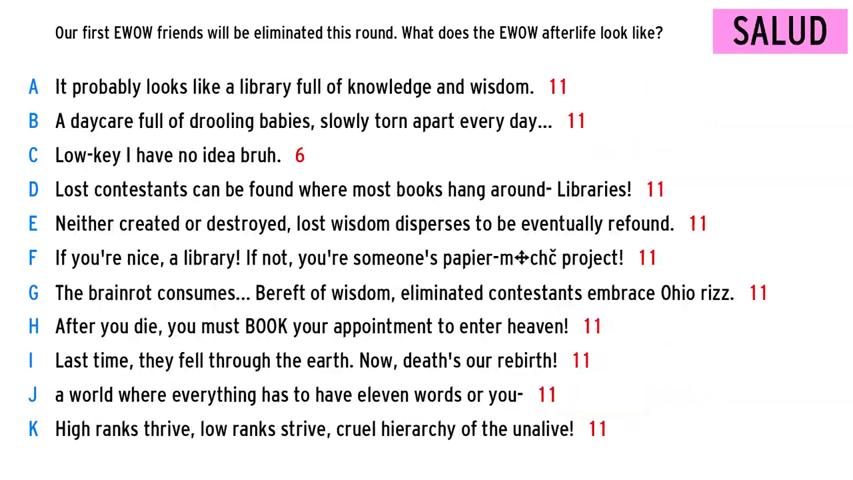 Our first EWOW friends will be eliminated this round. What does the EWOW afterlife look like?
SALUD
A It probably looks like a library full of knowledge and wisdom. 11
B A daycare full of drooling babies, slowly torn apart every day... 11
C Low-key I have no idea bruh. 6
D Lost contestants can be found where most books hang around- Libraries! 11
E Neither created or destroyed, lost wisdom disperses to be eventually refound. 11
F If you're nice, a library! If not, you're someone's papier-m✢chč project! 11
G The brainrot consumes... Bereft of wisdom, eliminated contestants embrace Ohio rizz. 11
H After you die, you must BOOK your appointment to enter heaven! 11
I Last time, they fell through the earth. Now, death's our rebirth! 11
J a world where everything has to have eleven words or you- 11
K High ranks thrive, low ranks strive, cruel hierarchy of the unalive! 11